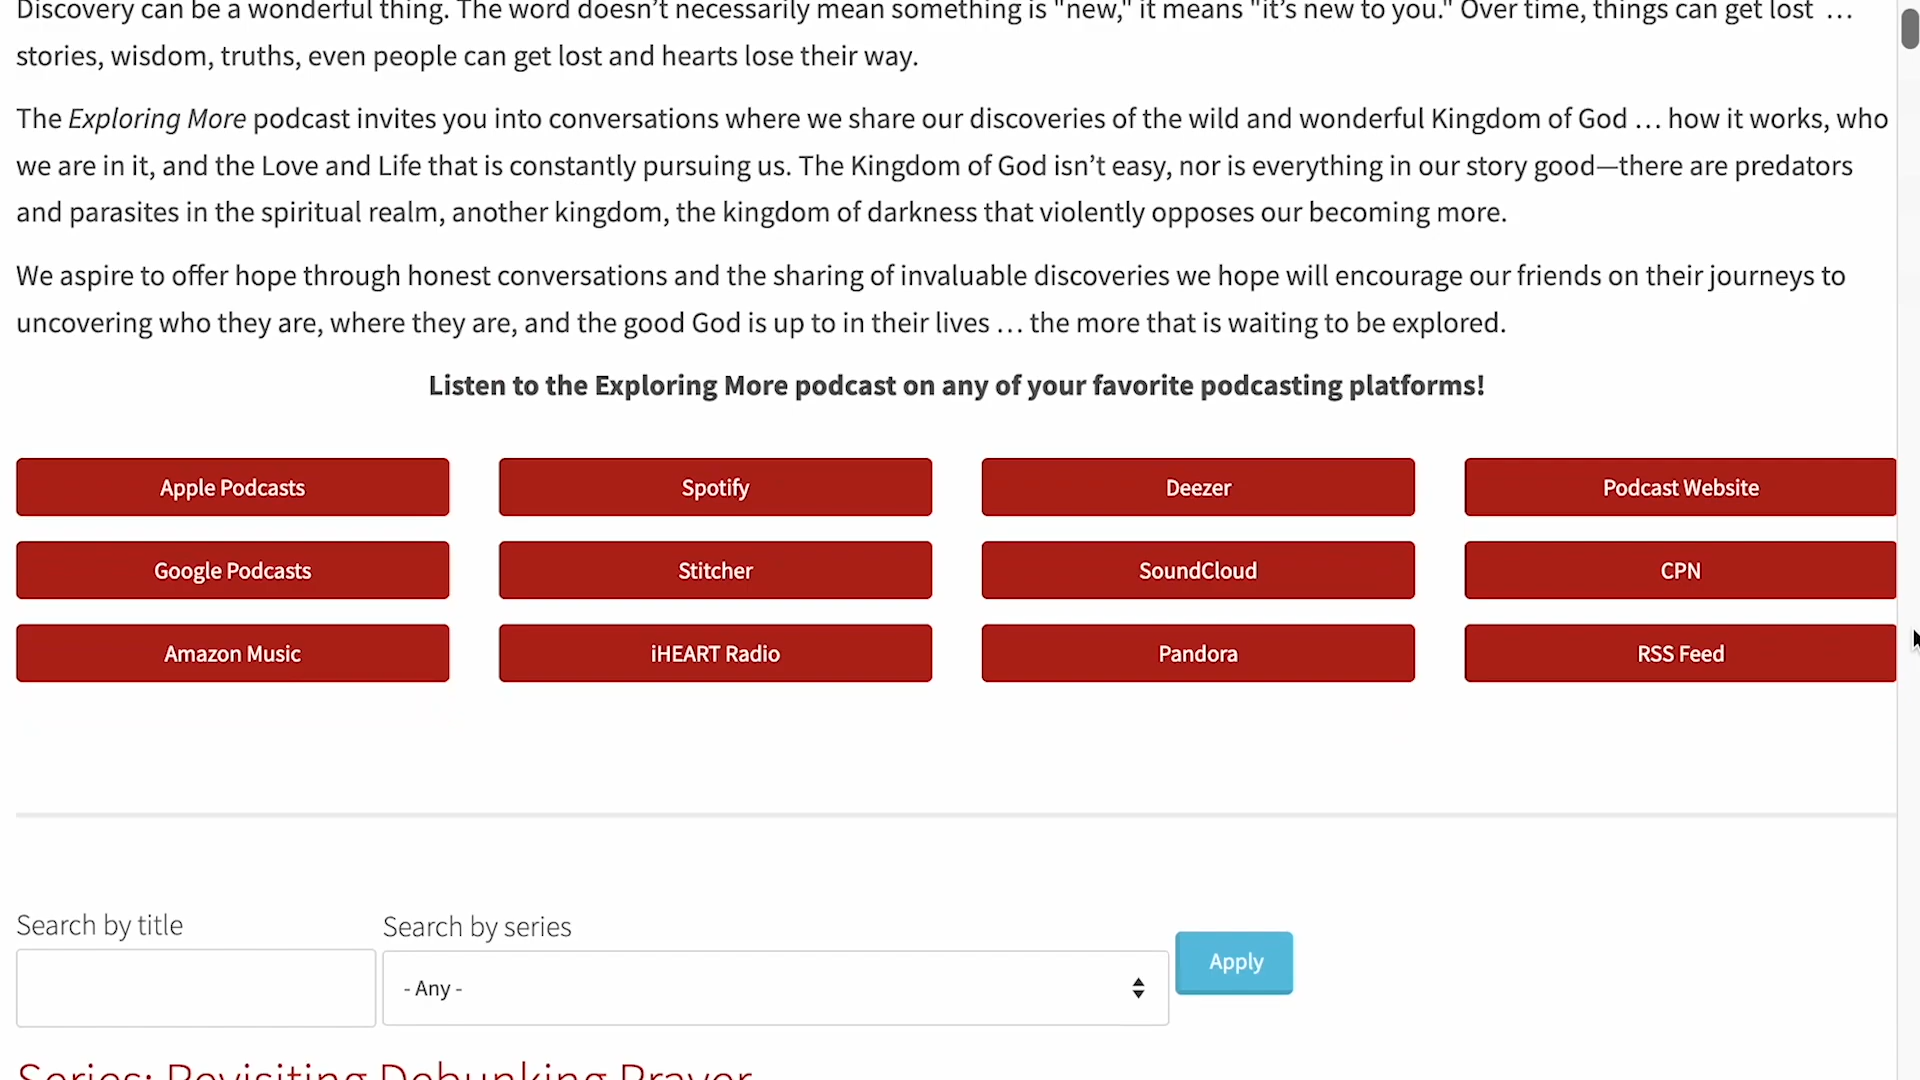 Discovery can be a wonderful thing. The word doesn’t necessarily mean something is "new," it means "it’s new to you." Over time, things can get lost …
stories, wisdom, truths, even people can get lost and hearts lose their way.
The Exploring More podcast invites you into conversations where we share our discoveries of the wild and wonderful Kingdom of God … how it works, who
we are in it, and the Love and Life that is constantly pursuing us. The Kingdom of God isn’t easy, nor is everything in our story good—there are predators
and parasites in the spiritual realm, another kingdom, the kingdom of darkness that violently opposes our becoming more.
We aspire to offer hope through honest conversations and the sharing of invaluable discoveries we hope will encourage our friends on their journeys to
uncovering who they are, where they are, and the good God is up to in their lives … the more that is waiting to be explored.
Listen to the Exploring More podcast on any of your favorite podcasting platforms!
Apple Podcasts Spotify Deezer Podcast Website
Google Podcasts Stitcher SoundCloud CPN
Amazon Music iHEART Radio Pandora RSS Feed
Search by title Search by series
- Any - Apply
Series: Revisiting Debunking Prayer